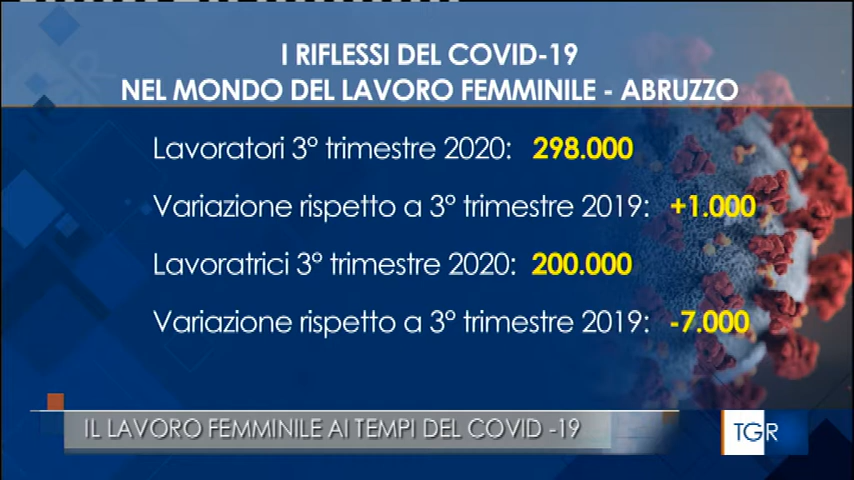 I RIFLESSI DEL COVID-19
NEL MONDO DEL LAVORO FEMMINILE - ABRUZZO
Lavoratori 3° trimestre 2020: 298.000
Variazione rispetto a 3° trimestre 2019: +1.000
Lavoratrici 3° trimestre 2020: 200.000
Variazione rispetto a 3° trimestre 2019: -7.000
IL LAVORO FEMMINILE AI TEMPI DEL COVID -19
TGR